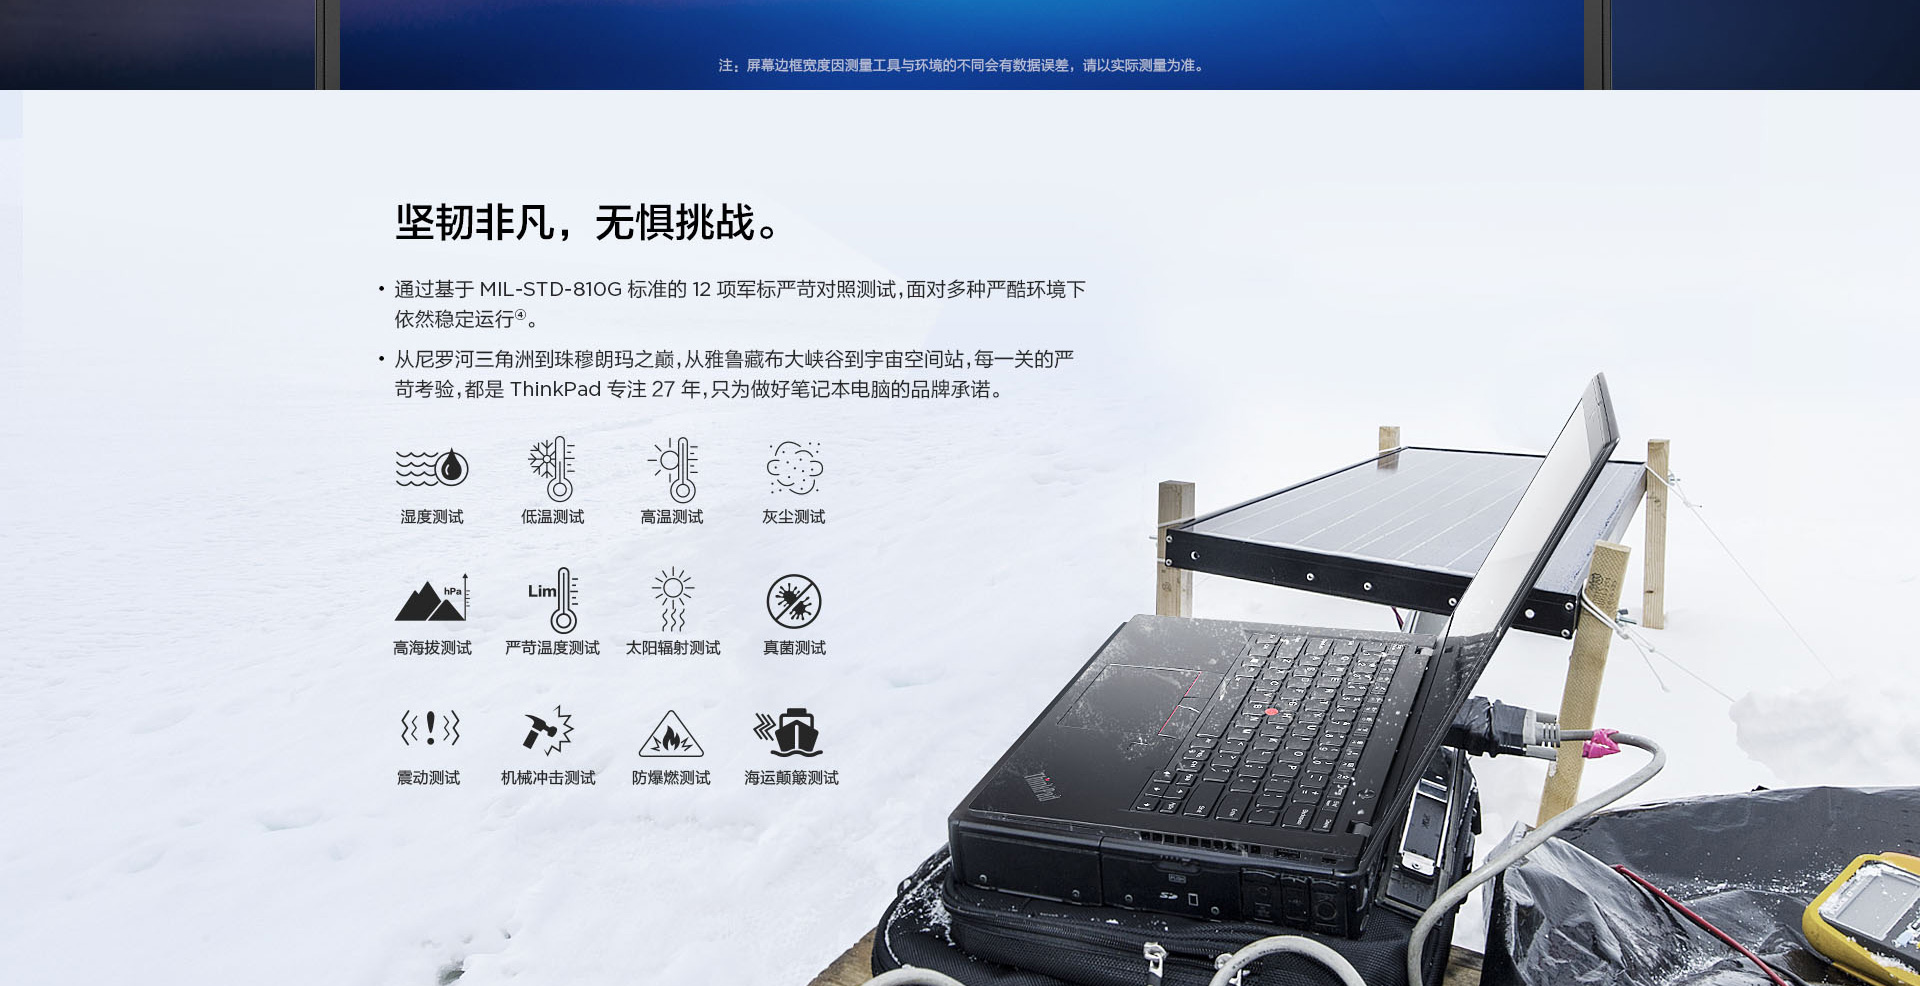 注：屏幕边框宽度因测量工具与环境的不同会有数据误差，请以实际测量为准。
坚韧非凡，无惧挑战。
• 通过基于 MIL-STD-810G 标准的 12 项军标严苛对照测试，面对多种严酷环境下
依然稳定运行④。
• 从尼罗河三角洲到珠穆朗玛之巅，从雅鲁藏布大峡谷到宇宙空间站，每一关的严
苛考验，都是 ThinkPad 专注 27 年，只为做好笔记本电脑的品牌承诺。
湿度测试 低温测试 高温测试 灰尘测试
hPa Lim
高海拔测试 严苛温度测试 太阳辐射测试 真菌测试
震动测试 机械冲击测试 防爆燃测试 海运颠簸测试
ThinkPad